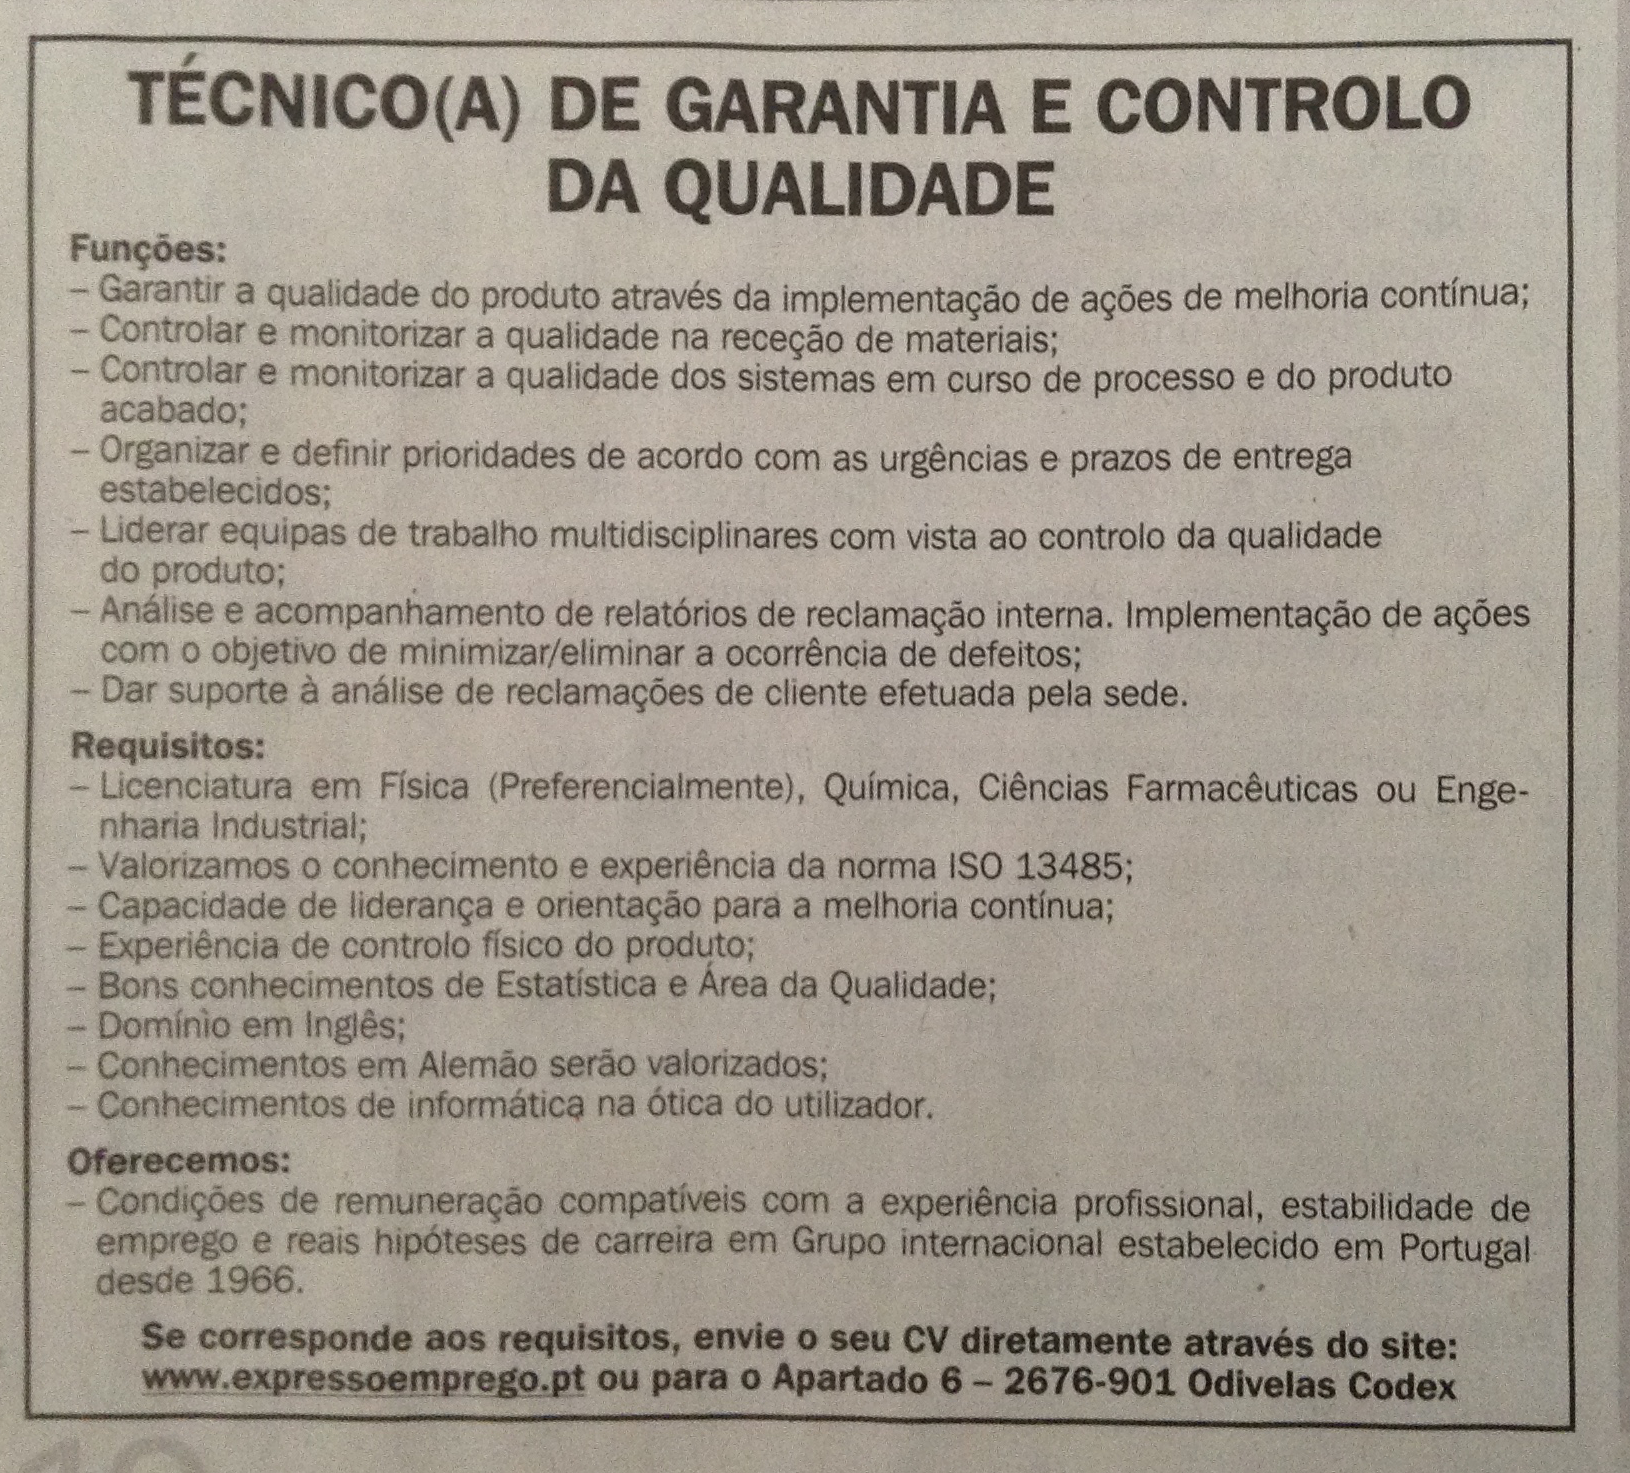 TÉCNICO(A) DE GARANTIA E CONTROLO
DA QUALIDADE
Funções:
– Garantir a qualidade do produto através da implementação de ações de melhoria contínua;
– Controlar e monitorizar a qualidade na receção de materiais;
– Controlar e monitorizar a qualidade dos sistemas em curso de processo e do produto
acabado;
– Organizar e definir prioridades de acordo com as urgências e prazos de entrega
estabelecidos;
– Liderar equipas de trabalho multidisciplinares com vista ao controlo da qualidade
do produto;
– Análise e acompanhamento de relatórios de reclamação interna. Implementação de ações
com o objetivo de minimizar/eliminar a ocorrência de defeitos;
– Dar suporte à análise de reclamações de cliente efetuada pela sede.
Requisitos:
– Licenciatura em Física (Preferencialmente), Química, Ciências Farmacêuticas ou Enge-
nharia Industrial;
– Valorizamos o conhecimento e experiência da norma ISO 13485;
– Capacidade de liderança e orientação para a melhoria contínua;
– Experiência de controlo físico do produto;
– Bons conhecimentos de Estatística e Área da Qualidade;
– Domínio em Inglês;
– Conhecimentos em Alemão serão valorizados;
– Conhecimentos de informática na ótica do utilizador.
Oferecemos:
– Condições de remuneração compatíveis com a experiência profissional, estabilidade de
emprego e reais hipóteses de carreira em Grupo internacional estabelecido em Portugal
desde 1966.
Se corresponde aos requisitos, envie o seu CV diretamente através do site:
www.expressoemprego.pt ou para o Apartado 6 – 2676-901 Odivelas Codex